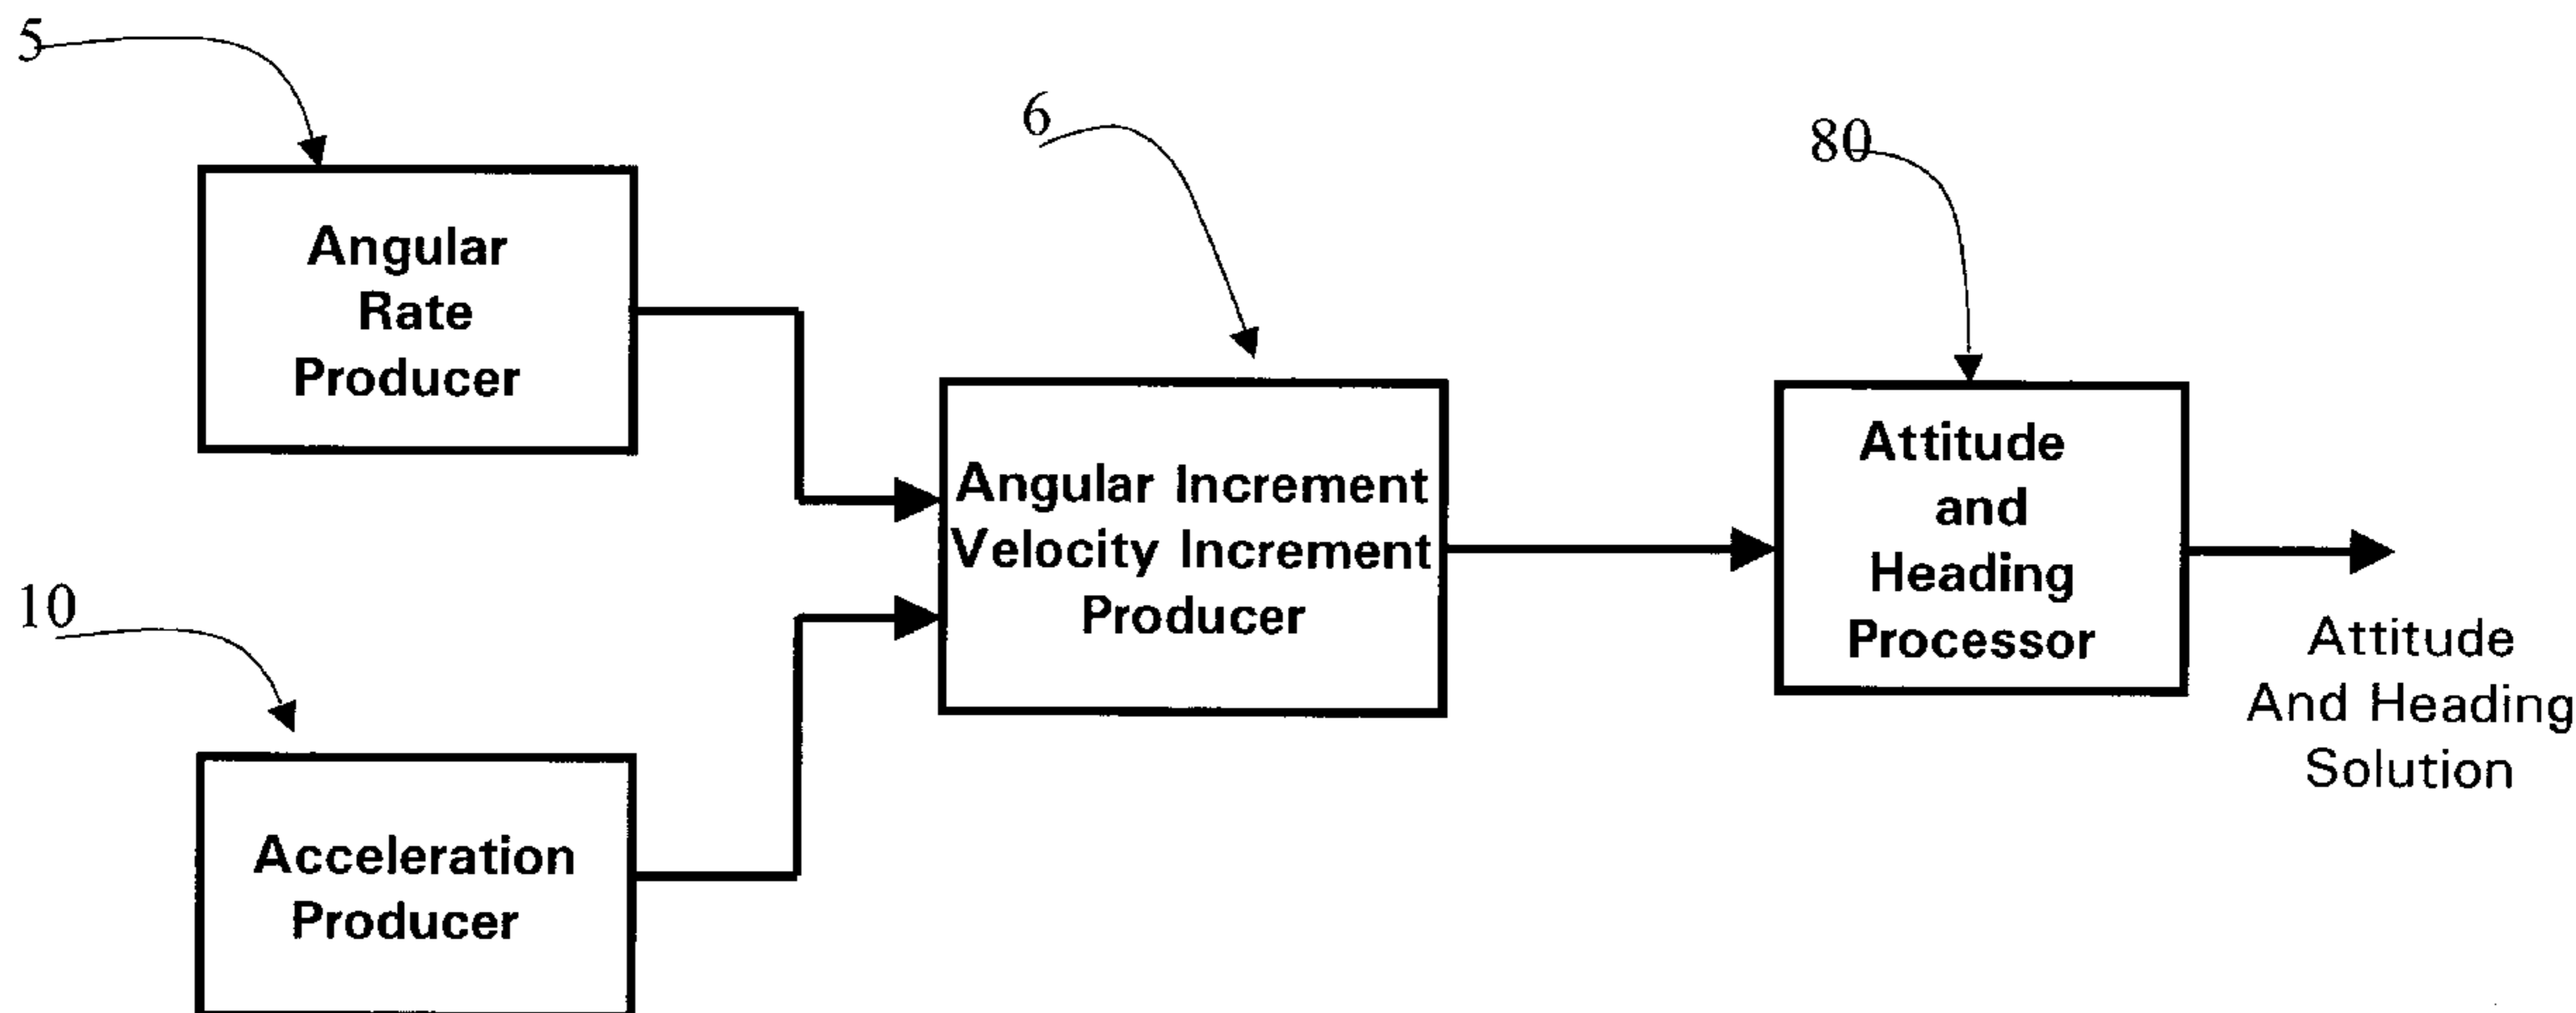 5
Angular
Rate
Producer
10
Acceleration
Producer
6
Angular Increment
Velocity Increment
Producer
80
Attitude
and
Heading
Processor
Attitude
And Heading
Solution